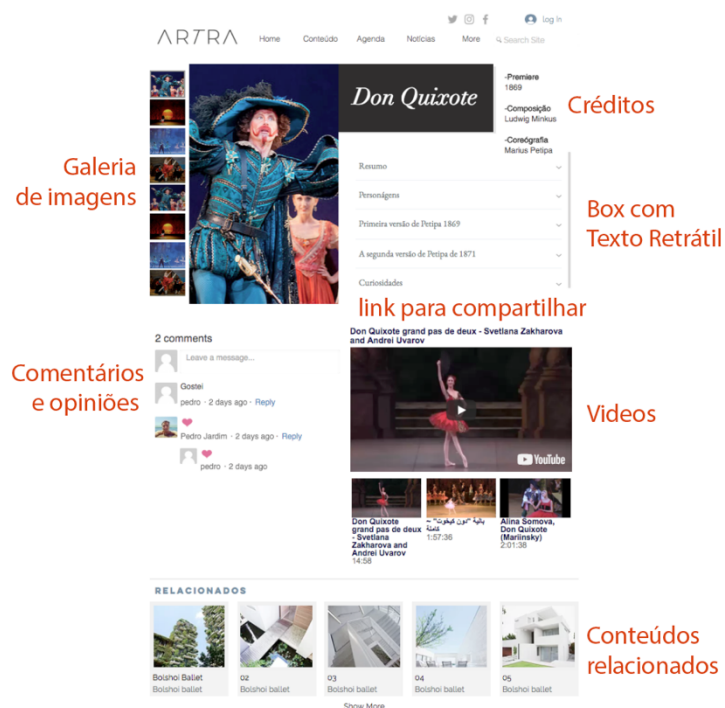 log in
ARTRA
Home Conteúdo Agenda Notícias More Search Site
Don Quixote
-Premiere
1869
-Composição
Ludwig Minkus
-Coreógrafia
Marius Petipa
Créditos
Galeria
de imagens
Resumo
Personágens
Primeira versão de Petipa 1869
A segunda versão de Petipa de 1871
Curiosidades
Box com
Texto Retrátil
link para compartilhar
2 comments
Leave a message...
Gostei
pedro · 2 days ago · Reply
Pedro Jardim · 2 days ago · Reply
pedro · 2 days ago
Comentários
e opiniões
Don Quixote grand pas de deux - Svetlana Zakharova
and Andrei Uvarov
YouTube
Videos
Don Quixote
grand pas de deux
- Svetlana
Zakharova and
Andrei Uvarov
14:58
بالية "دون كيخوت" ~
كاملة
1:57:36
Alina Somova,
Don Quixote
(Mariinsky)
2:01:38
RELACIONADOS
Bolshoi Ballet
Bolshoi ballet
02
Bolshoi ballet
03
Bolshoi ballet
04
Bolshoi ballet
05
Bolshoi ballet
Conteúdos
relacionados
Show More